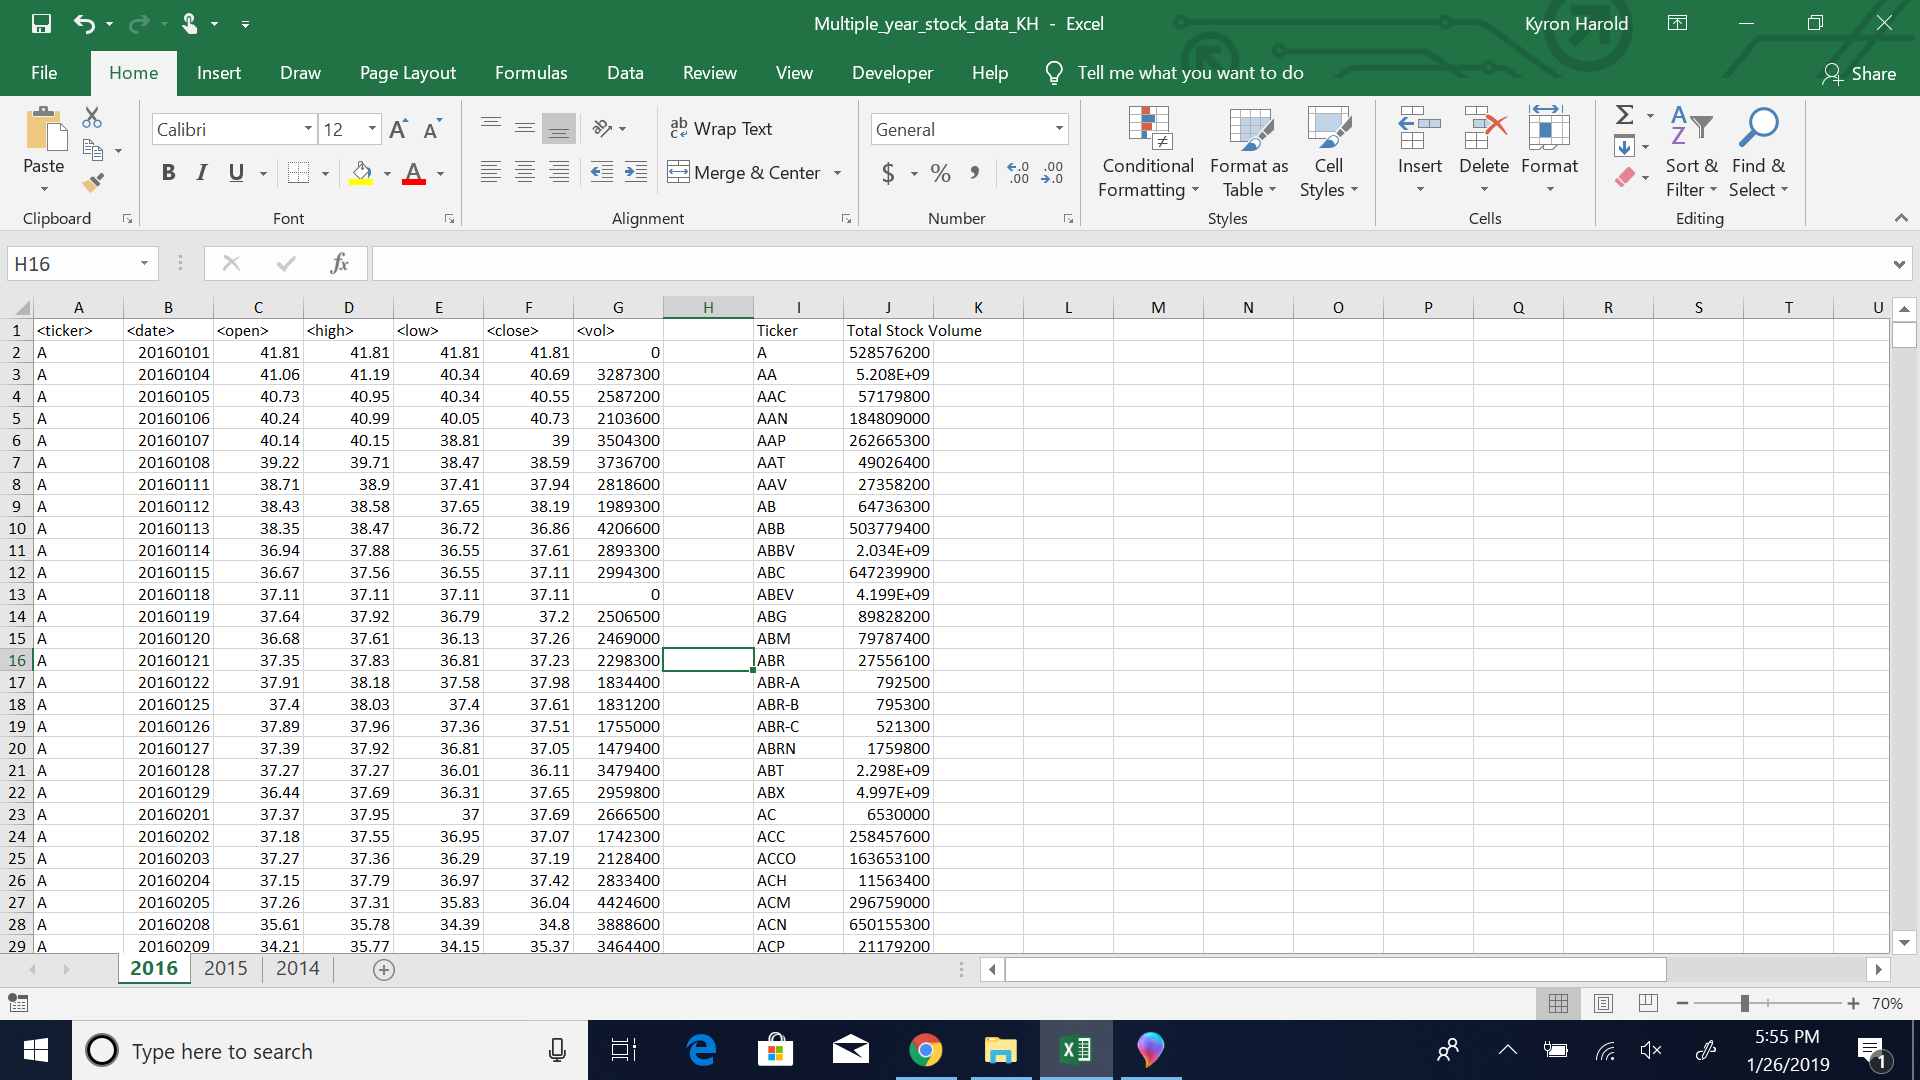 Multiple_year_stock_data_KH - Excel
Kyron Harold
File Home Insert Draw Page Layout Formulas Data Review View Developer Help Tell me what you want to do Share
Paste
Calibri 12
ab Wrap Text
General
Conditional Formatting
Format as Table
Cell Styles
Insert Delete Format
Sort & Filter
Find & Select
B I U A
Merge & Center
$ % , .0 .00 .00 .0
Clipboard Font Alignment Number Styles Cells Editing
H16 fx
A B C D E F G H I J K L M N O P Q R S T U
1 <ticker> <date> <open> <high> <low> <close> <vol> Ticker Total Stock Volume
2 A 20160101 41.81 41.81 41.81 41.81 0 A 528576200
3 A 20160104 41.06 41.19 40.34 40.69 3287300 AA 5.208E+09
4 A 20160105 40.73 40.95 40.34 40.55 2587200 AAC 57179800
5 A 20160106 40.24 40.99 40.05 40.73 2103600 AAN 184809000
6 A 20160107 40.14 40.15 38.81 39 3504300 AAP 262665300
7 A 20160108 39.22 39.71 38.47 38.59 3736700 AAT 49026400
8 A 20160111 38.71 38.9 37.41 37.94 2818600 AAV 27358200
9 A 20160112 38.43 38.58 37.65 38.19 1989300 AB 64736300
10 A 20160113 38.35 38.47 36.72 36.86 4206600 ABB 503779400
11 A 20160114 36.94 37.88 36.55 37.61 2893300 ABBV 2.034E+09
12 A 20160115 36.67 37.56 36.55 37.11 2994300 ABC 647239900
13 A 20160118 37.11 37.11 37.11 37.11 0 ABEV 4.199E+09
14 A 20160119 37.64 37.92 36.79 37.2 2506500 ABG 89828200
15 A 20160120 36.68 37.61 36.13 37.26 2469000 ABM 79787400
16 A 20160121 37.35 37.83 36.81 37.23 2298300 ABR 27556100
17 A 20160122 37.91 38.18 37.58 37.98 1834400 ABR-A 792500
18 A 20160125 37.4 38.03 37.4 37.61 1831200 ABR-B 795300
19 A 20160126 37.89 37.96 37.36 37.51 1755000 ABR-C 521300
20 A 20160127 37.39 37.92 36.81 37.05 1479400 ABRN 1759800
21 A 20160128 37.27 37.27 36.01 36.11 3479400 ABT 2.298E+09
22 A 20160129 36.44 37.69 36.31 37.65 2959800 ABX 4.997E+09
23 A 20160201 37.37 37.95 37 37.69 2666500 AC 6530000
24 A 20160202 37.18 37.55 36.95 37.07 1742300 ACC 258457600
25 A 20160203 37.27 37.36 36.29 37.19 2128400 ACCO 163653100
26 A 20160204 37.15 37.79 36.97 37.42 2833400 ACH 11563400
27 A 20160205 37.26 37.31 35.83 36.04 4424600 ACM 296759000
28 A 20160208 35.61 35.78 34.39 34.8 3888600 ACN 650155300
29 A 20160209 34.21 35.77 34.15 35.37 3464400 ACP 21179200
2016 2015 2014
70%
Type here to search
5:55 PM
1/26/2019
1